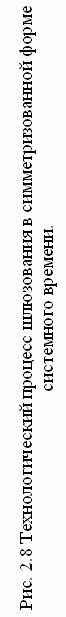 Рис. 2.8 Технологический процесс шлюзования в симметризованной форме
системного времени.